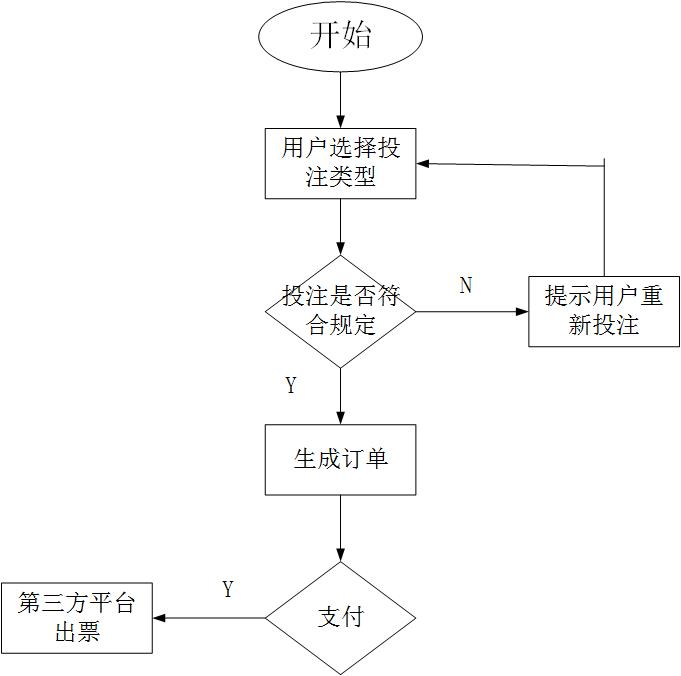 开始
用户选择投
注类型
投注是否符
合规定
N
提示用户重
新投注
Y
生成订单
支付
Y
第三方平台
出票